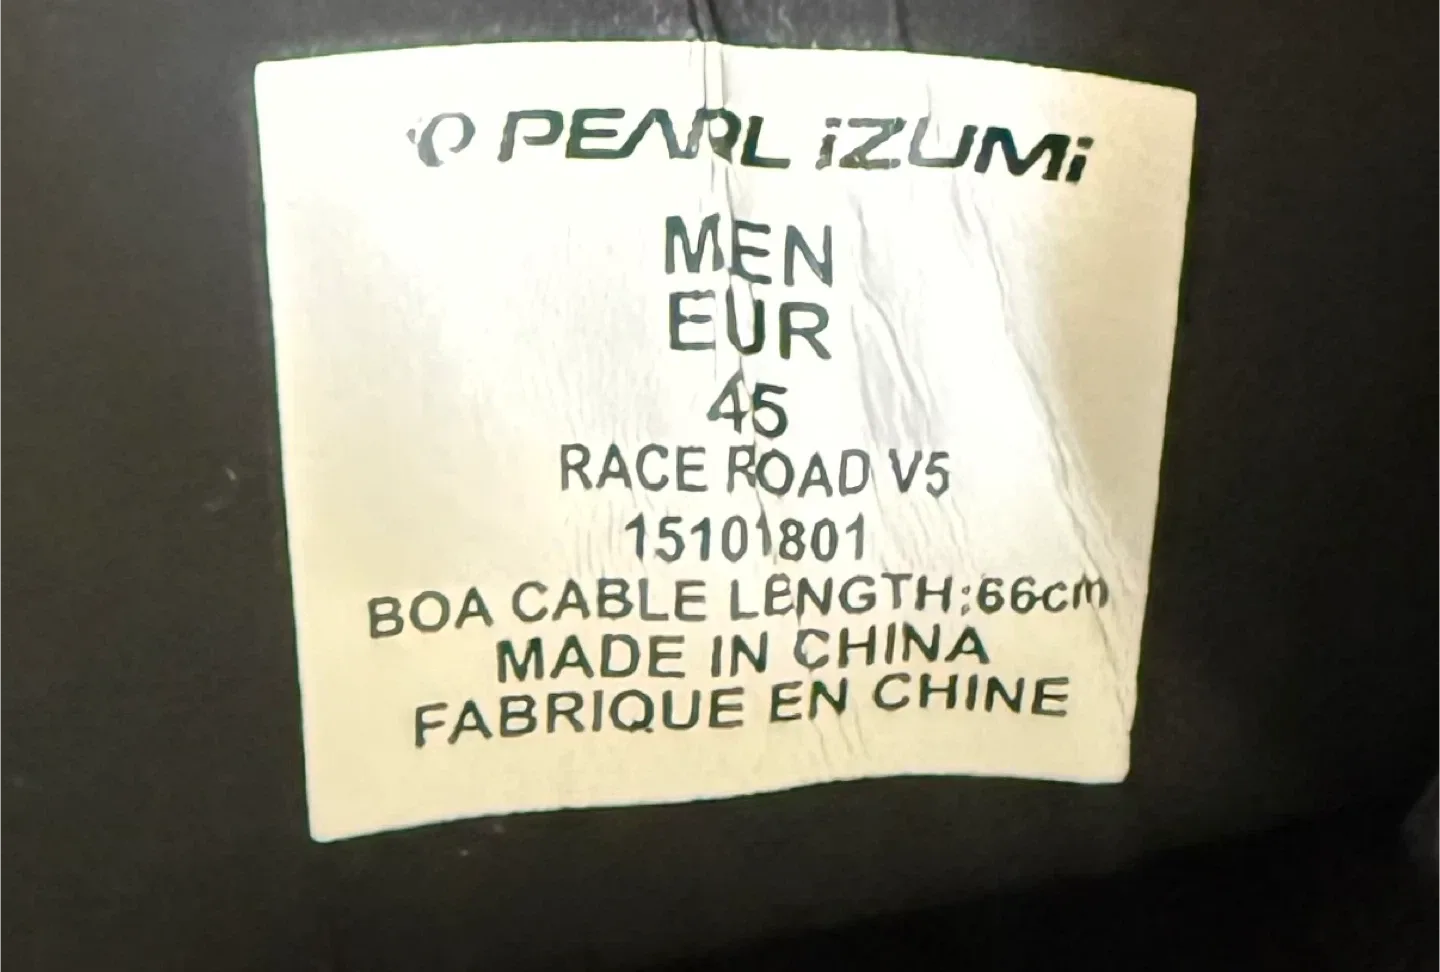 PEARL iZUMi
MEN
EUR
45
RACE ROAD V5
15101801
BOA CABLE LENGTH:66cm
MADE IN CHINA
FABRIQUE EN CHINE